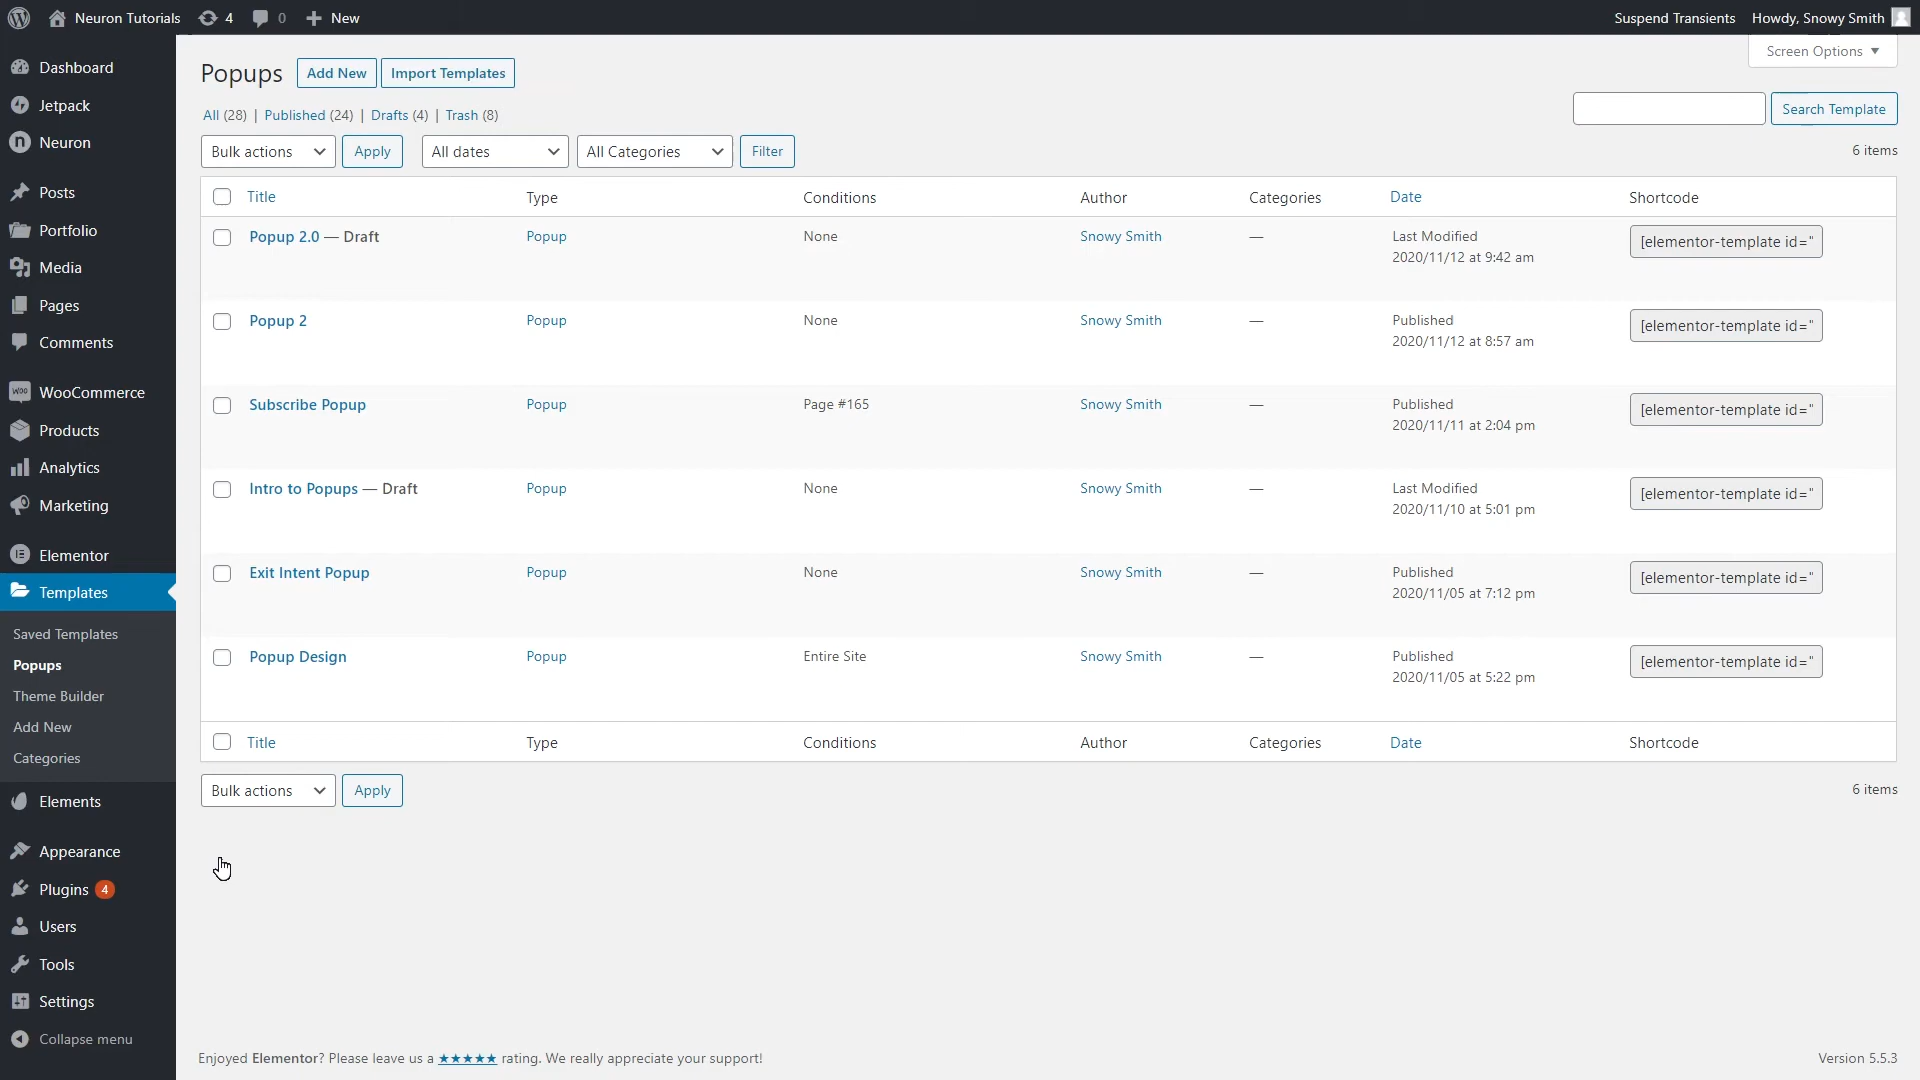 Neuron Tutorials 4 0 New Suspend Transients Howdy, Snowy Smith
Screen Options
Dashboard
Jetpack
Neuron
Posts
Portfolio
Media
Pages
Comments
WooCommerce
Products
Analytics
Marketing
Elementor
Templates
Saved Templates
Popups
Theme Builder
Add New
Categories
Elements
Appearance
Plugins 4
Users
Tools
Settings
Collapse menu
Popups Add New Import Templates
All (28) | Published (24) | Drafts (4) | Trash (8)
Search Template
Bulk actions Apply All dates All Categories Filter 6 items
Title Type Conditions Author Categories Date Shortcode
Popup 2.0 — Draft Popup None Snowy Smith — Last Modified [elementor-template id="
2020/11/12 at 9:42 am
Popup 2 Popup None Snowy Smith — Published [elementor-template id="
2020/11/12 at 8:57 am
Subscribe Popup Popup Page #165 Snowy Smith — Published [elementor-template id="
2020/11/11 at 2:04 pm
Intro to Popups — Draft Popup None Snowy Smith — Last Modified [elementor-template id="
2020/11/10 at 5:01 pm
Exit Intent Popup Popup None Snowy Smith — Published [elementor-template id="
2020/11/05 at 7:12 pm
Popup Design Popup Entire Site Snowy Smith — Published [elementor-template id="
2020/11/05 at 5:22 pm
Title Type Conditions Author Categories Date Shortcode
Bulk actions Apply 6 items
Enjoyed Elementor? Please leave us a ★★★★★ rating. We really appreciate your support! Version 5.5.3